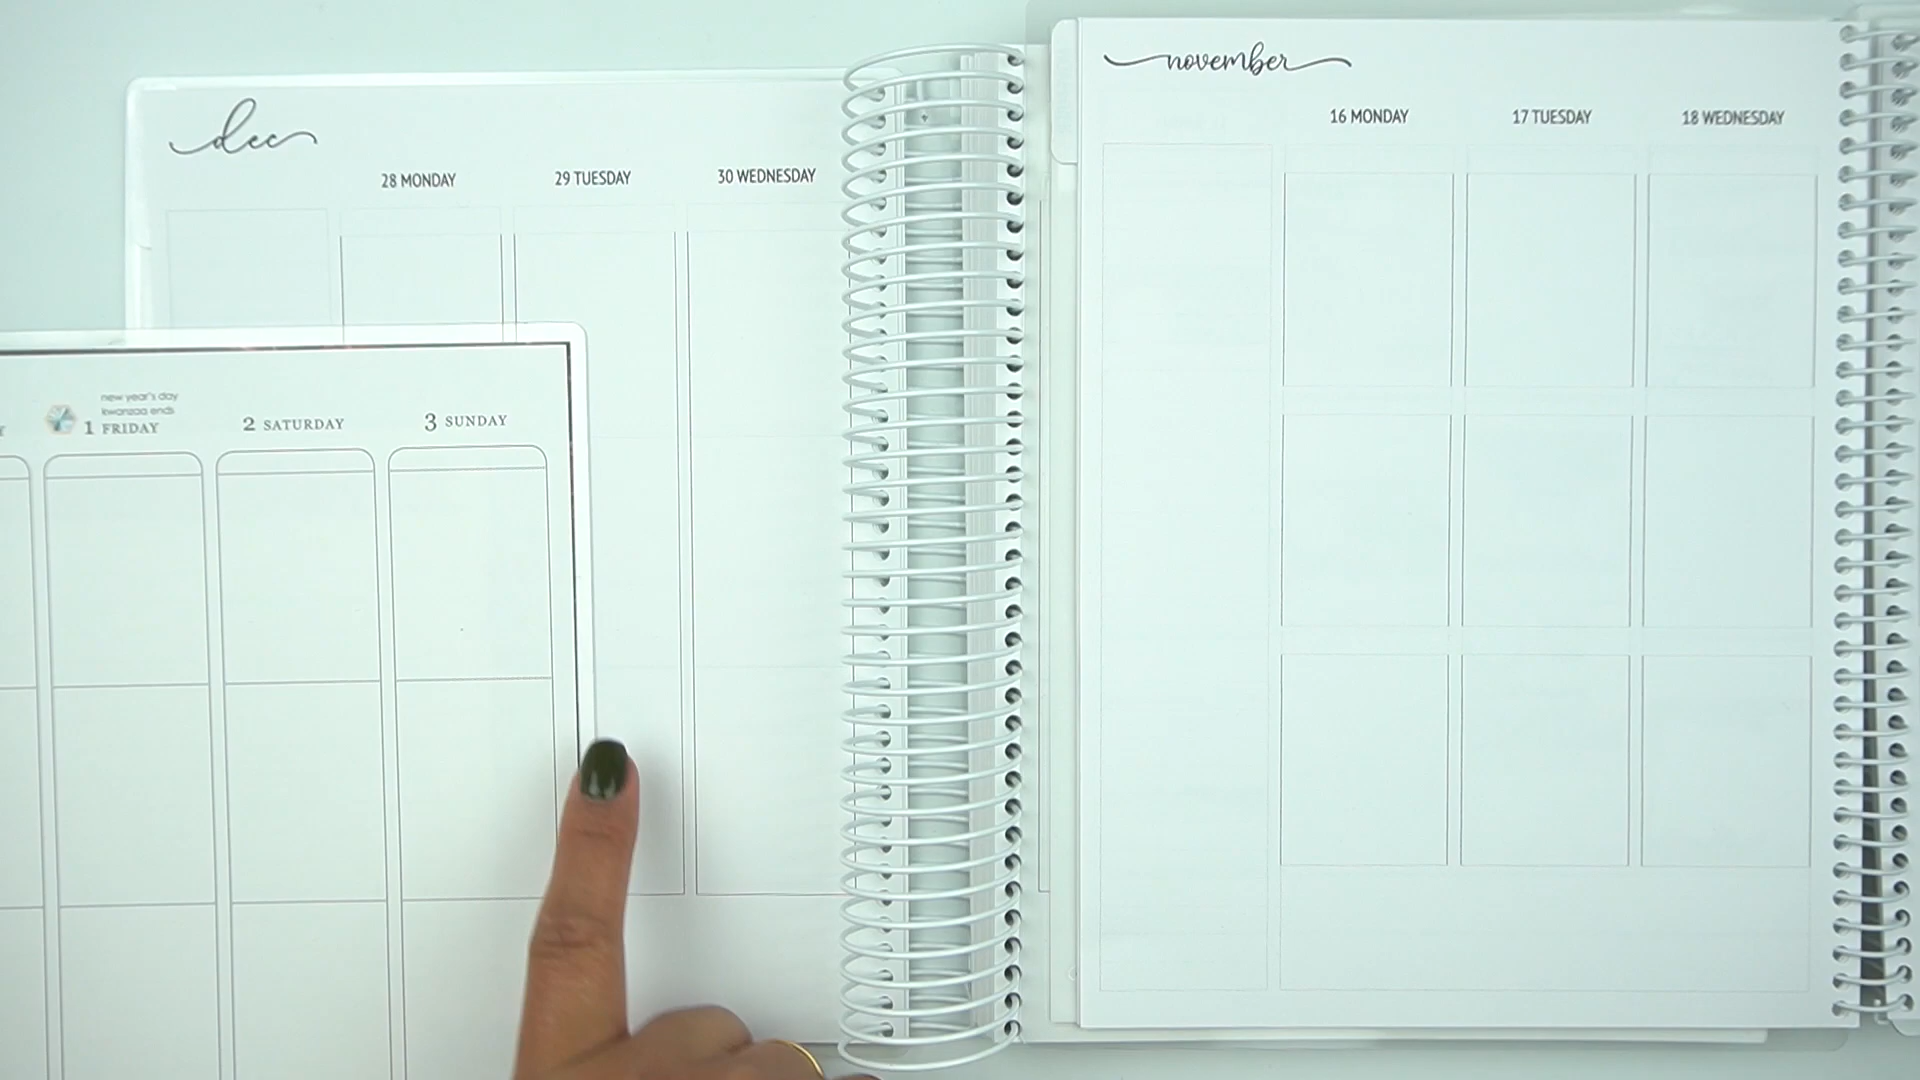 dec
28 MONDAY 29 TUESDAY 30 WEDNESDAY
new year's day
kwanzaa ends
1 FRIDAY 2 SATURDAY 3 SUNDAY
november
16 MONDAY 17 TUESDAY 18 WEDNESDAY